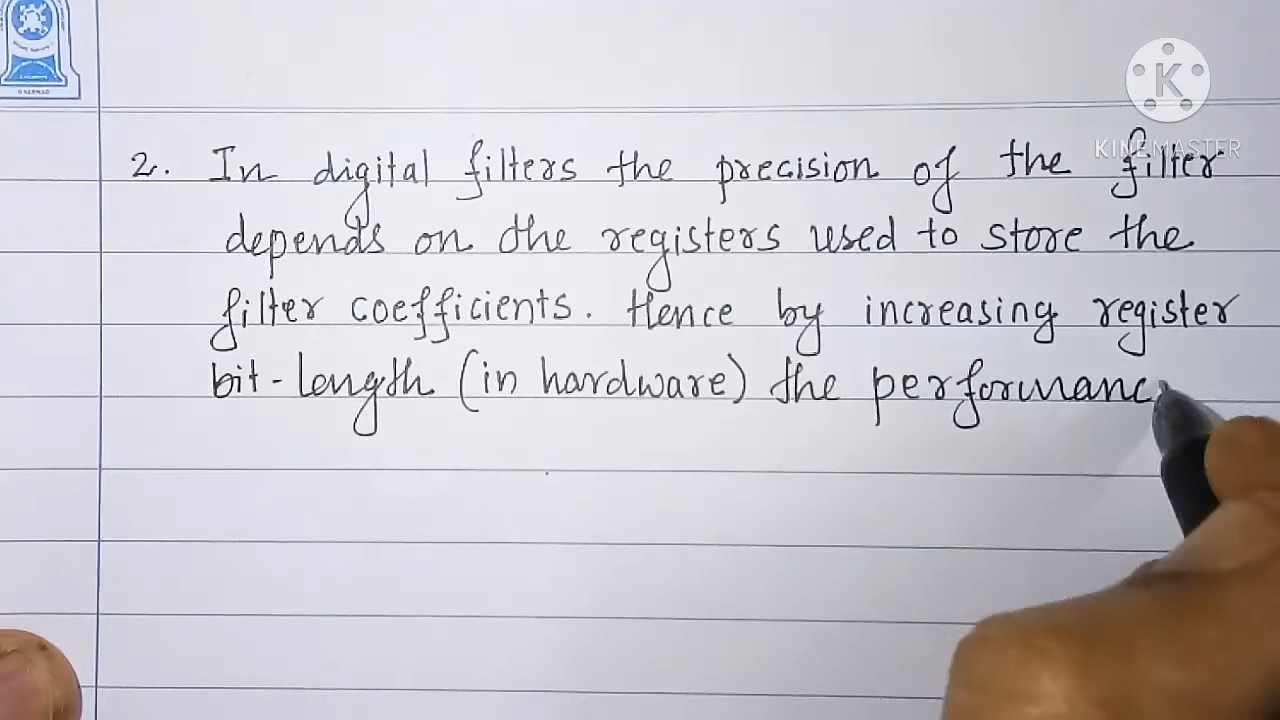 KINEMASTER
2. In digital filters the precision of the filter
depends on the registers used to store the
filter coefficients. Hence by increasing register
bit-length (in hardware) the performanc